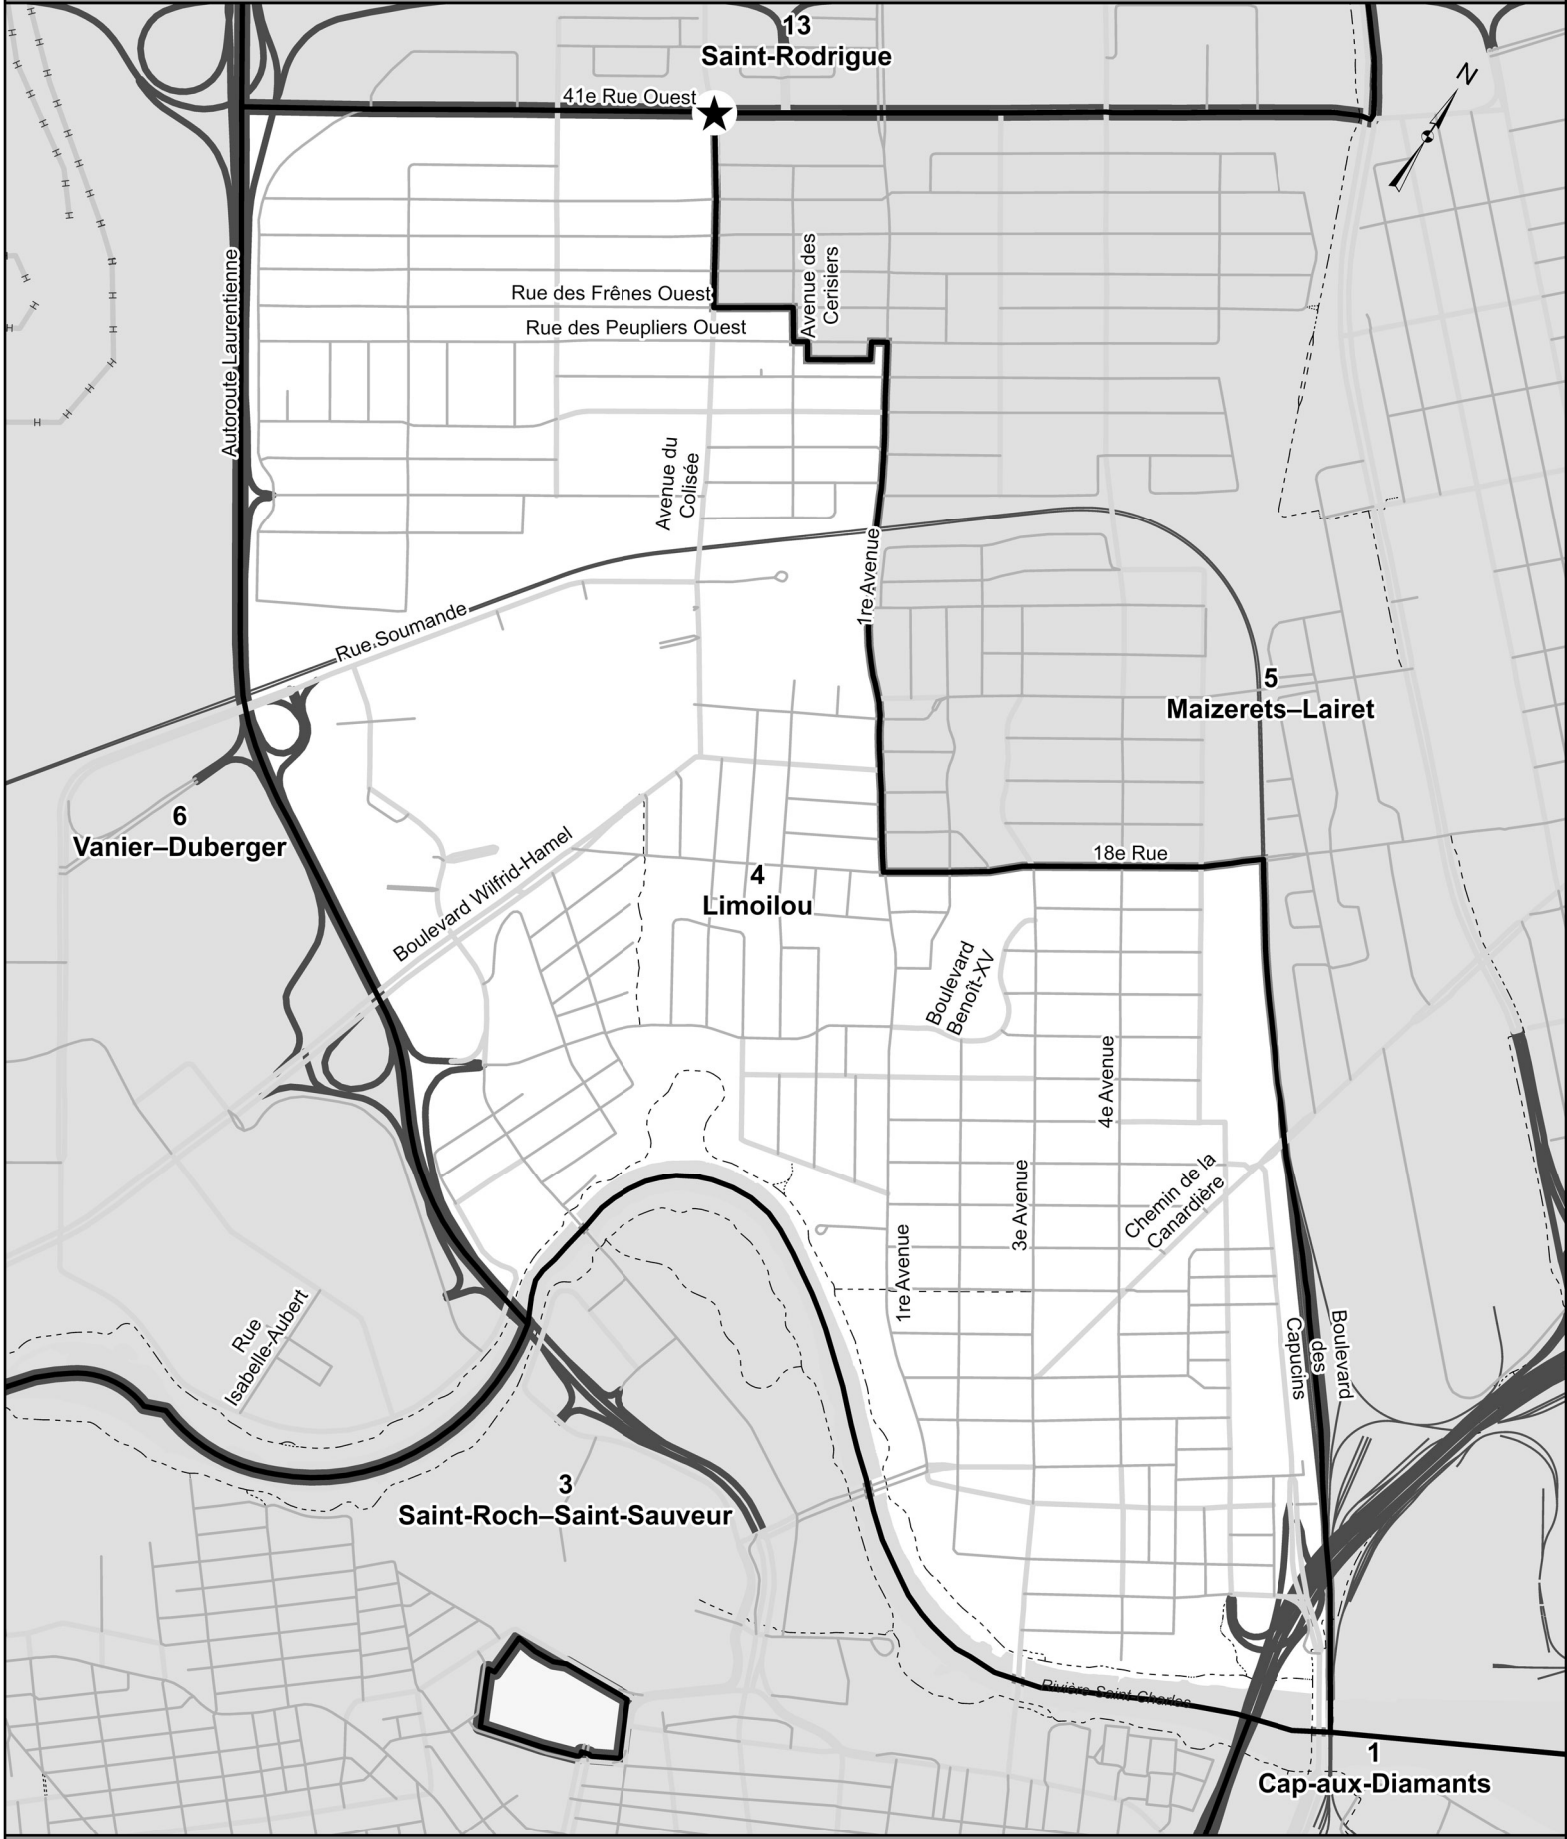 13
Saint-Rodrigue
41e Rue Ouest
N
Autoroute Laurentienne
Avenue des
Cerisiers
Rue des Frênes Ouest
Rue des Peupliers Ouest
Avenue du
Colisée
1re Avenue
Rue Soumande
5
Maizerets–Lairet
6
Vanier–Duberger
Boulevard Wilfrid-Hamel
18e Rue
4
Limoilou
Boulevard
Benoît-XV
4e Avenue
3e Avenue
Chemin de la
Canardière
1re Avenue
Rue
Isabelle-Aubert
Boulevard
des
Capucins
3
Saint-Roch–Saint-Sauveur
Rivière Saint-Charles
1
Cap-aux-Diamants